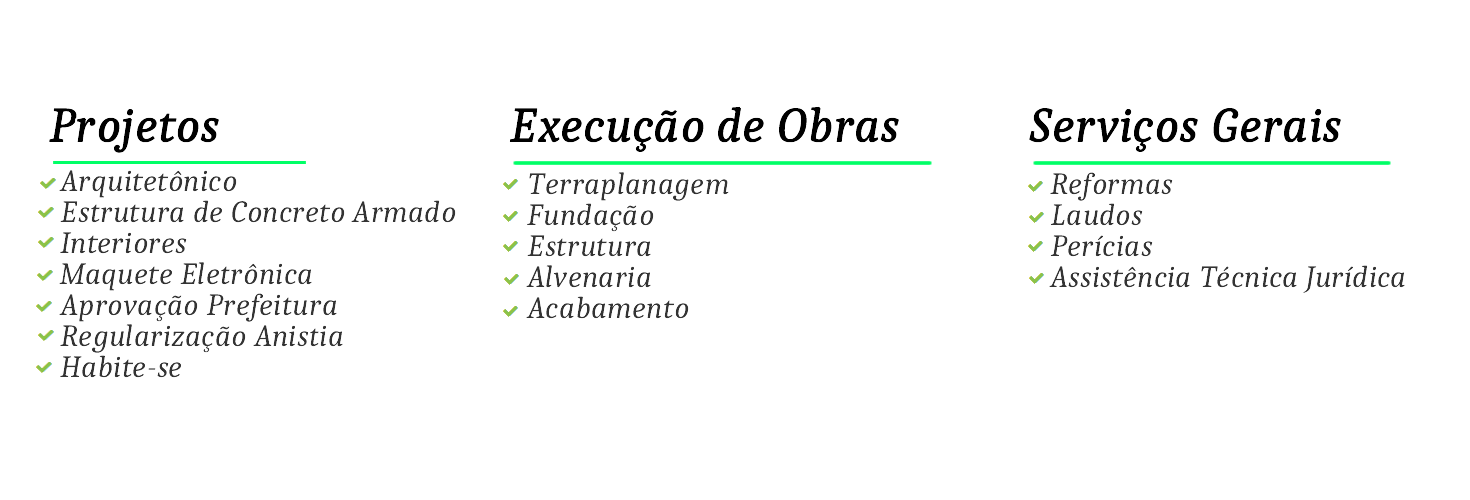 Projetos
Arquitetônico
Estrutura de Concreto Armado
Interiores
Maquete Eletrônica
Aprovação Prefeitura
Regularização Anistia
Habite-se
Execução de Obras
Terraplanagem
Fundação
Estrutura
Alvenaria
Acabamento
Serviços Gerais
Reformas
Laudos
Perícias
Assistência Técnica Jurídica